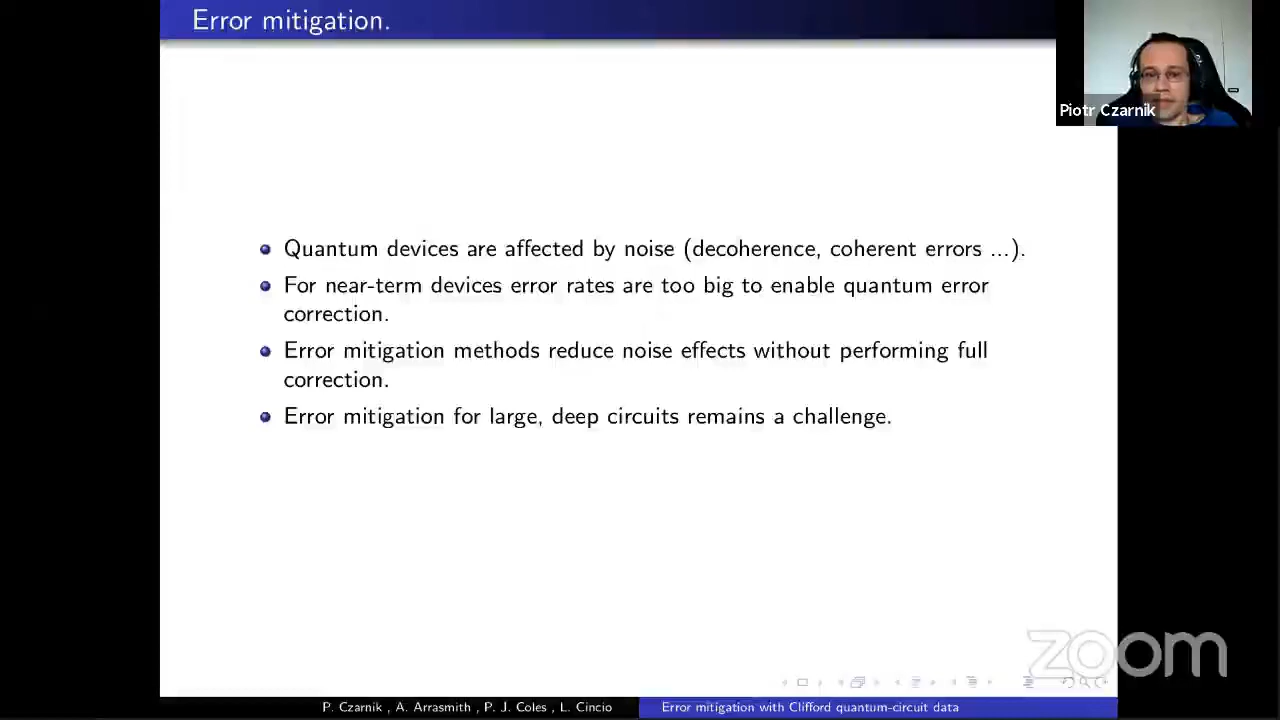 Error mitigation.
Piotr Czarnik
Quantum devices are affected by noise (decoherence, coherent errors ...).
For near-term devices error rates are too big to enable quantum error
correction.
Error mitigation methods reduce noise effects without performing full
correction.
Error mitigation for large, deep circuits remains a challenge.
zoom
P. Czarnik , A. Arrasmith , P. J. Coles , L. Cincio
Error mitigation with Clifford quantum-circuit data